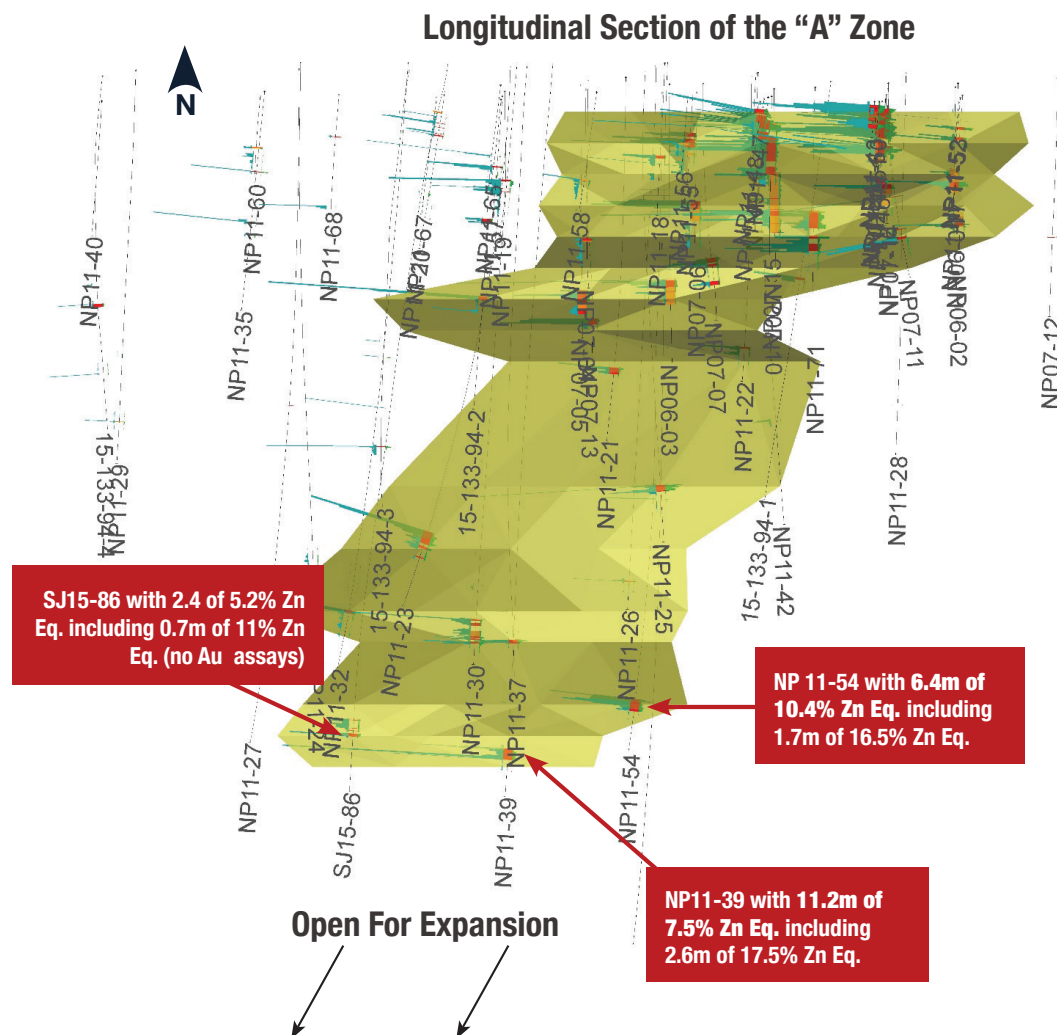 Longitudinal Section of the “A” Zone
N
NP11-40
NP11-60
NP11-68
NP11-35
NP11-19
NP11-58
NP11-18
NP11-56
NP11-52
NP06-02
NP07-11
NP07-12
NP07-07
NP11-71
NP11-22
NP06-03
NP11-21
NP11-28
15-133-94-2
15-133-94-3
15-133-94-1
NP11-42
NP11-29
NP11-23
NP11-25
NP11-26
NP11-30
NP11-37
NP11-27
SJ15-86
NP11-39
NP11-54
SJ15-86 with 2.4 of 5.2% Zn
Eq. including 0.7m of 11% Zn
Eq. (no Au assays)
NP 11-54 with 6.4m of
10.4% Zn Eq. including
1.7m of 16.5% Zn Eq.
NP11-39 with 11.2m of
7.5% Zn Eq. including
2.6m of 17.5% Zn Eq.
Open For Expansion